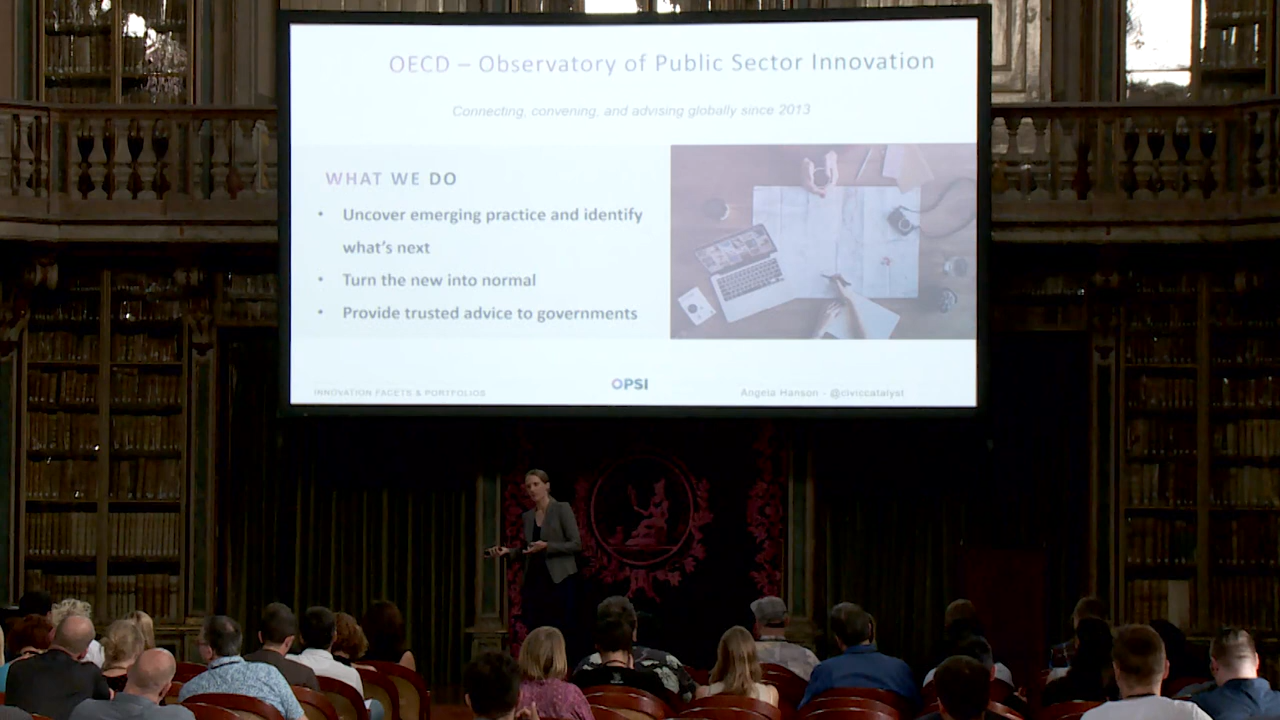 OECD – Observatory of Public Sector Innovation
Connecting, convening, and advising globally since 2013
WHAT WE DO
• Uncover emerging practice and identify
what's next
• Turn the new into normal
• Provide trusted advice to governments
INNOVATION FACETS & PORTFOLIOS
OPSI
Angela Hanson - @civiccatalyst